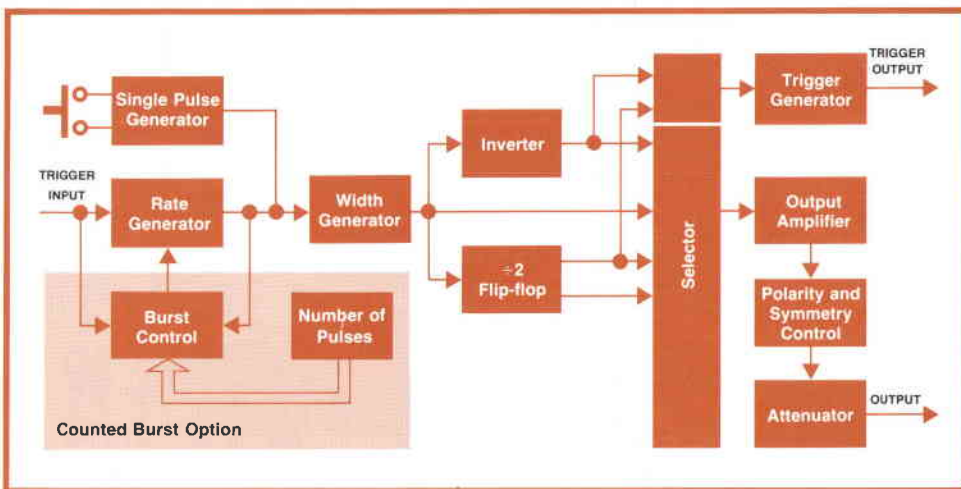 TRIGGER
OUTPUT
Single Pulse
Generator
Trigger
Generator
Inverter
TRIGGER
INPUT
Rate
Generator
Width
Generator
Output
Amplifier
÷2
Flip-flop
Selector
Burst
Control
Number of
Pulses
Polarity and
Symmetry
Control
Attenuator
OUTPUT
Counted Burst Option